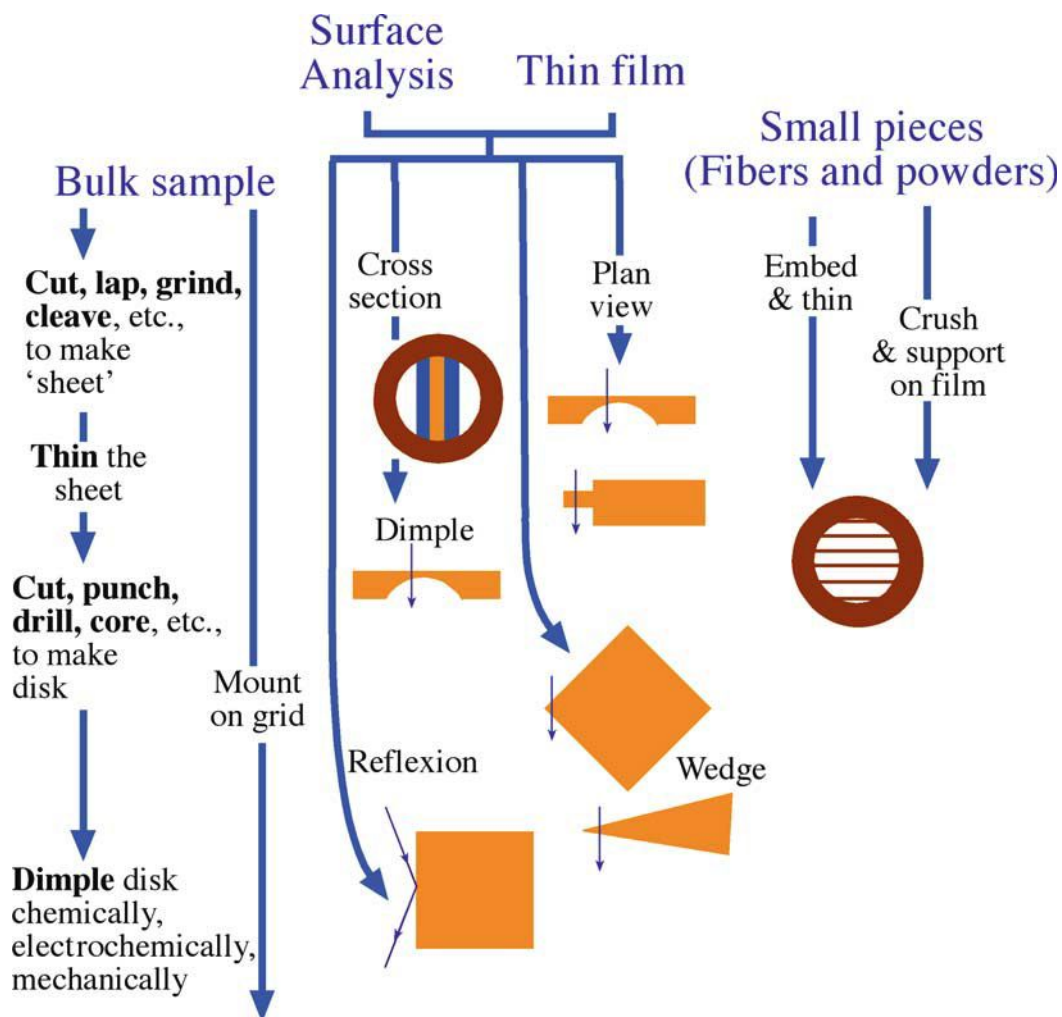 Surface
Analysis
Thin film
Small pieces
(Fibers and powders)
Bulk sample
Cut, lap, grind,
cleave, etc.,
to make
‘sheet’
Thin the
sheet
Cut, punch,
drill, core, etc.,
to make
disk
Dimple disk
chemically,
electrochemically,
mechanically
Mount
on grid
Cross
section
Dimple
Reflexion
Plan
view
Wedge
Embed
& thin
Crush
& support
on film